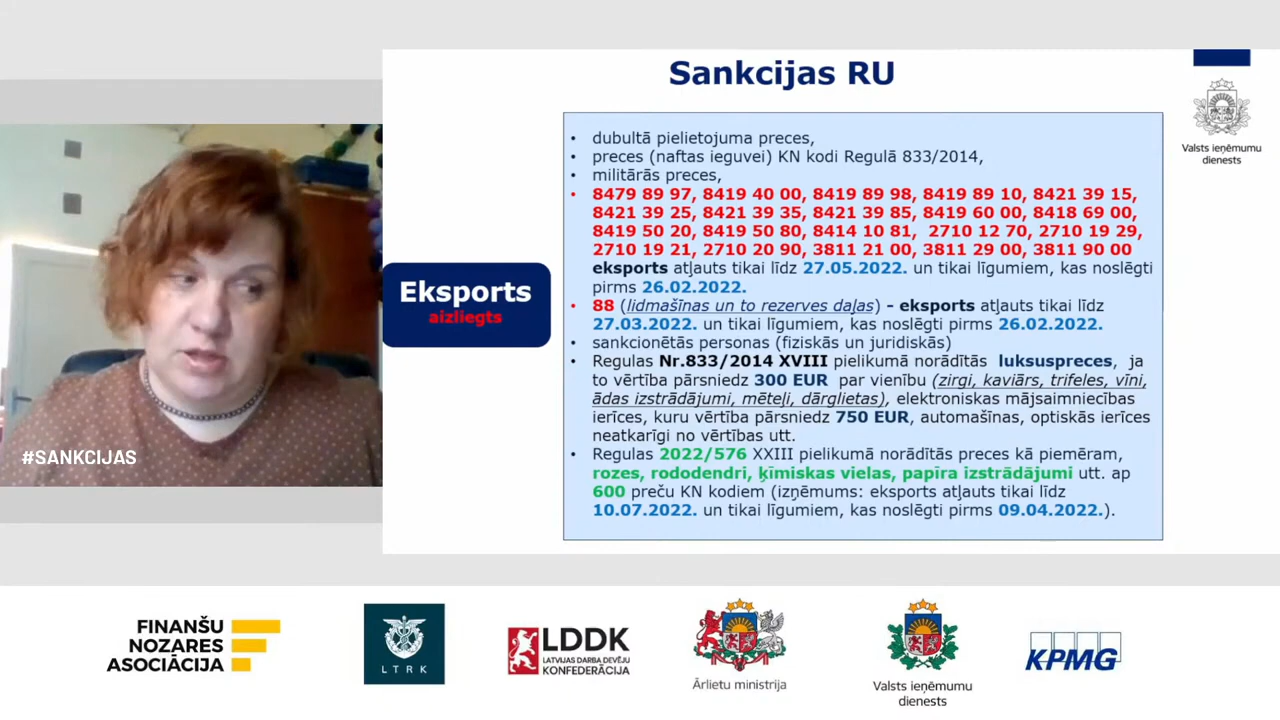 Sankcijas RU
Valsts ieņēmumu
dienests
• dubultā pielietojuma preces,
• preces (naftas ieguvei) KN kodi Regulā 833/2014,
• militārās preces,
• 8479 89 97, 8419 40 00, 8419 89 98, 8419 89 10, 8421 39 15,
8421 39 25, 8421 39 35, 8421 39 85, 8419 60 00, 8418 69 00,
8419 50 20, 8419 50 80, 8414 10 81, 2710 12 70, 2710 19 29,
2710 19 21, 2710 20 90, 3811 21 00, 3811 29 00, 3811 90 00
eksports atļauts tikai līdz 27.05.2022. un tikai līgumiem, kas noslēgti
pirms 26.02.2022.
• 88 (lidmašīnas un to rezerves daļas) – eksports atļauts tikai līdz
27.03.2022. un tikai līgumiem, kas noslēgti pirms 26.02.2022.
• sankcionētās personas (fiziskās un juridiskās)
• Regulas Nr.833/2014 XVIII pielikumā norādītās luksuspreces, ja
to vērtība pārsniedz 300 EUR par vienību (zirgi, kaviārs, trifeles, vīni,
ādas izstrādājumi, mēteļi, dārglietas), elektroniskas mājsaimniecības
ierīces, kuru vērtība pārsniedz 750 EUR, automašīnas, optiskās ierīces
neatkarīgi no vērtības utt.
• Regulas 2022/576 XXIII pielikumā norādītās preces kā piemēram,
rozes, rododendri, ķīmiskas vielas, papīra izstrādājumi utt. ap
600 preču KN kodiem (izņēmums: eksports atļauts tikai līdz
10.07.2022. un tikai līgumiem, kas noslēgti pirms 09.04.2022.).
Eksports
aizliegts
#SANKCIJAS
FINANŠU
NOZARES
ASOCIĀCIJA
LTRK
LDDK
LATVIJAS DARBA DEVĒJU
KONFEDERĀCIJA
Ārlietu ministrija
Valsts ieņēmumu
dienests
KPMG